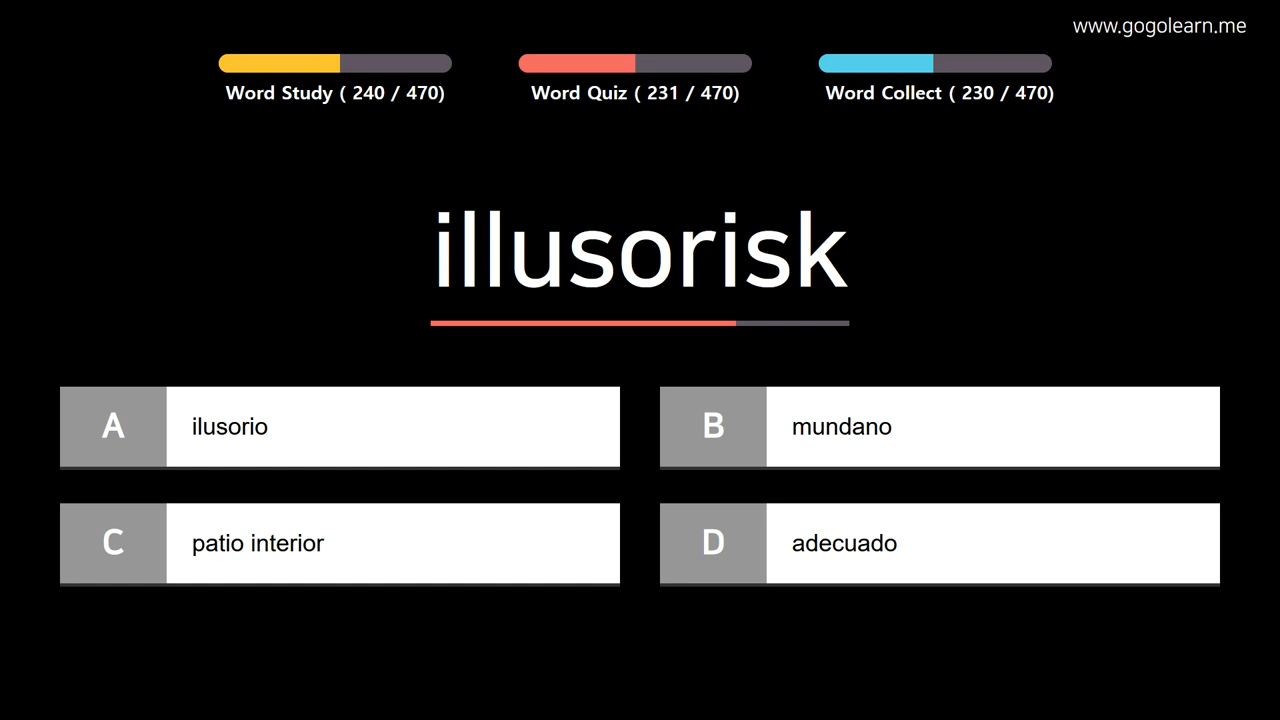 www.gogolearn.me
Word Study ( 240 / 470)
Word Quiz ( 231 / 470)
Word Collect ( 230 / 470)
illusorisk
A
ilusorio
B
mundano
C
patio interior
D
adecuado